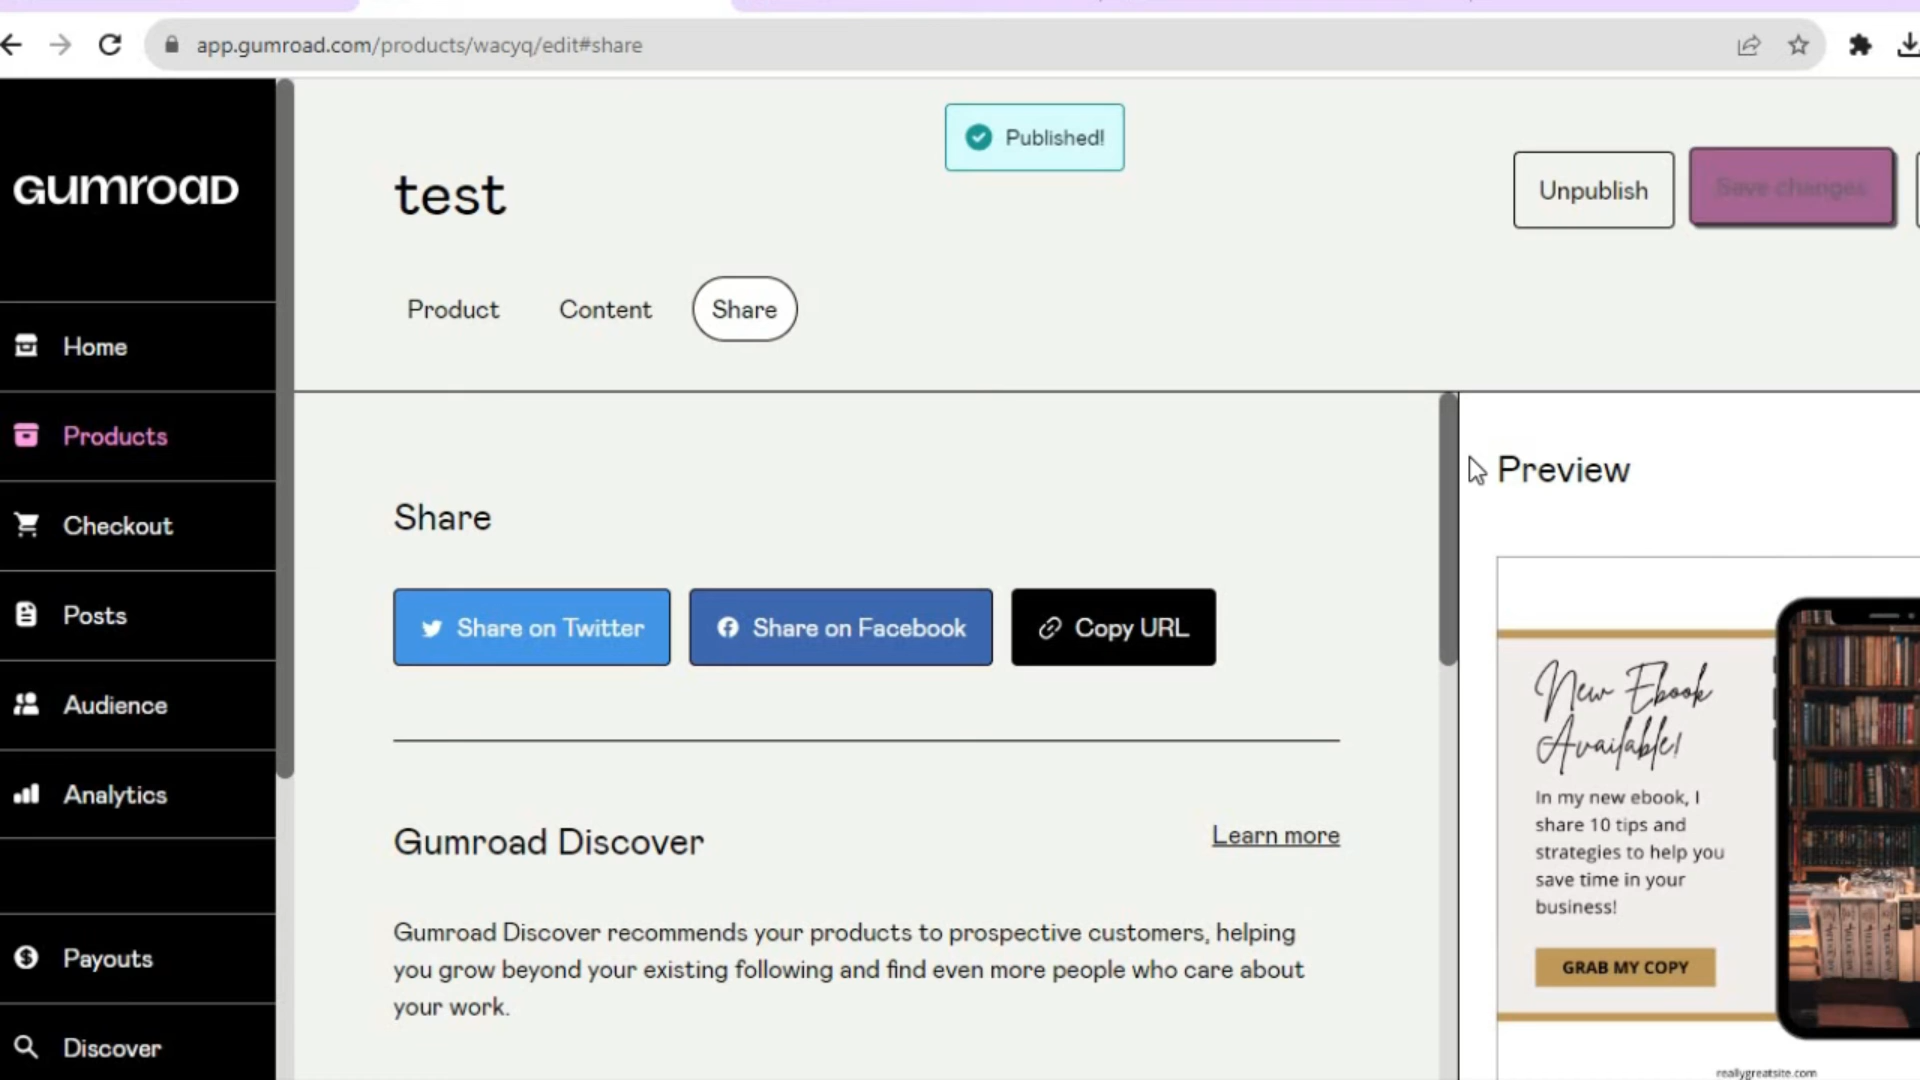 app.gumroad.com/products/wacyq/edit#share
GUMROAD
Home
Products
Checkout
Posts
Audience
Analytics
Payouts
Discover
Published!
test
Unpublish
Save changes
Product
Content
Share
Share
Share on Twitter
Share on Facebook
Copy URL
Gumroad Discover
Learn more
Gumroad Discover recommends your products to prospective customers, helping
you grow beyond your existing following and find even more people who care about
your work.
Preview
New Ebook
Available!
In my new ebook, I
share 10 tips and
strategies to help you
save time in your
business!
GRAB MY COPY
reallygreatsite.com